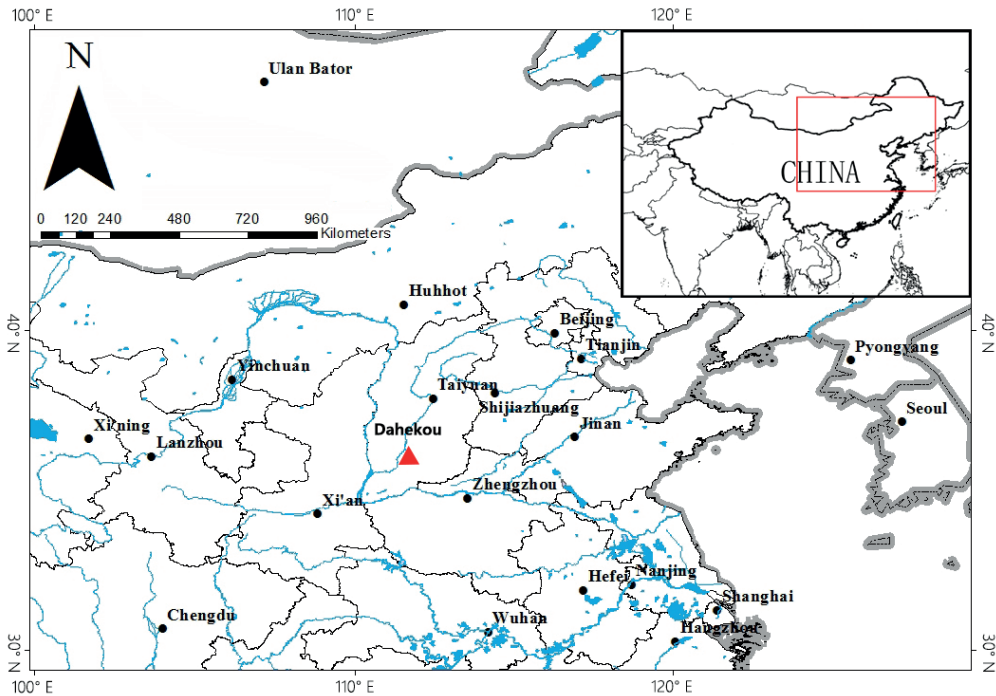 100° E
110° E
120° E
N
Ulan Bator
CHINA
0 120 240 480 720 960
Kilometers
Huhhot
40° N
40° N
Beijing
Tianjin
Pyongyang
Yinchuan
Taiyuan
Shijiazhuang
Seoul
Xi'ning
Lanzhou
Dahekou
Jinan
Zhengzhou
Xi'an
Hefei
Nanjing
Shanghai
Chengdu
Wuhan
Hangzhou
30° N
30° N
100° E
110° E
120° E